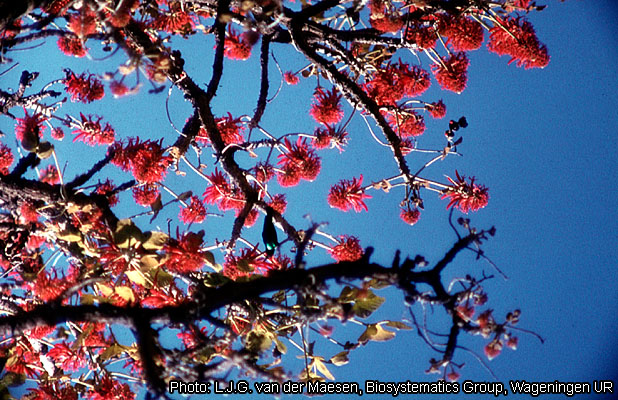 Photo: L.J.G. van der Maesen, Biosystematics Group, Wageningen UR